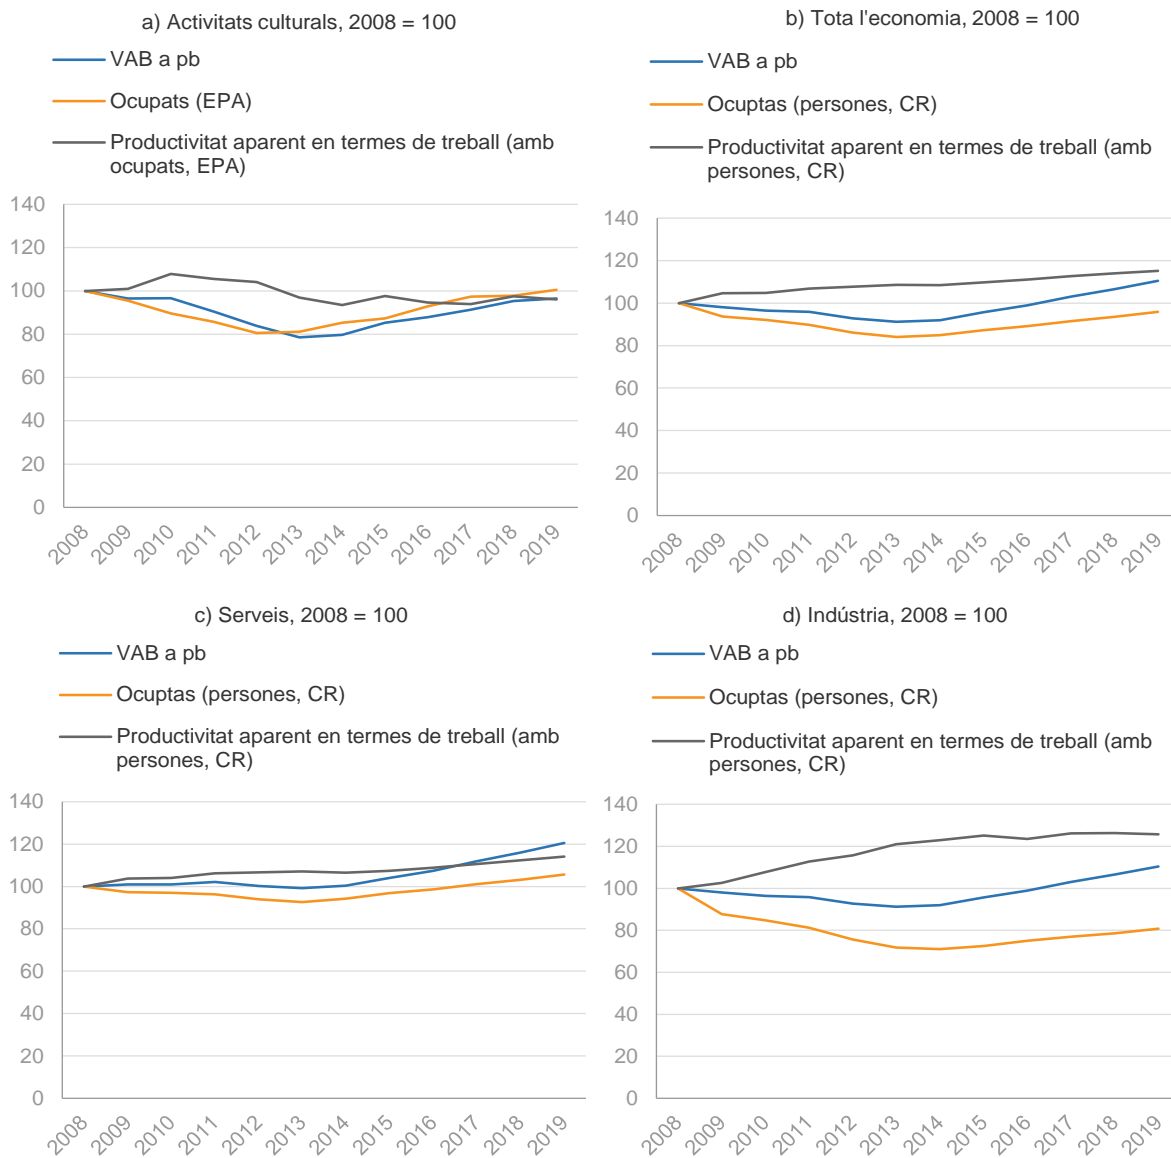 a) Activitats culturals, 2008 = 100
VAB a pb
Ocupats (EPA)
Productivitat aparent en termes de treball (amb
ocupats, EPA)
140
120
100
80
60
40
20
0
2008 2009 2010 2011 2012 2013 2014 2015 2016 2017 2018 2019
b) Tota l'economia, 2008 = 100
VAB a pb
Ocuptas (persones, CR)
Productivitat aparent en termes de treball (amb
persones, CR)
140
120
100
80
60
40
20
0
2008 2009 2010 2011 2012 2013 2014 2015 2016 2017 2018 2019
c) Serveis, 2008 = 100
VAB a pb
Ocuptas (persones, CR)
Productivitat aparent en termes de treball (amb
persones, CR)
140
120
100
80
60
40
20
0
2008 2009 2010 2011 2012 2013 2014 2015 2016 2017 2018 2019
d) Indústria, 2008 = 100
VAB a pb
Ocuptas (persones, CR)
Productivitat aparent en termes de treball (amb
persones, CR)
140
120
100
80
60
40
20
0
2008 2009 2010 2011 2012 2013 2014 2015 2016 2017 2018 2019